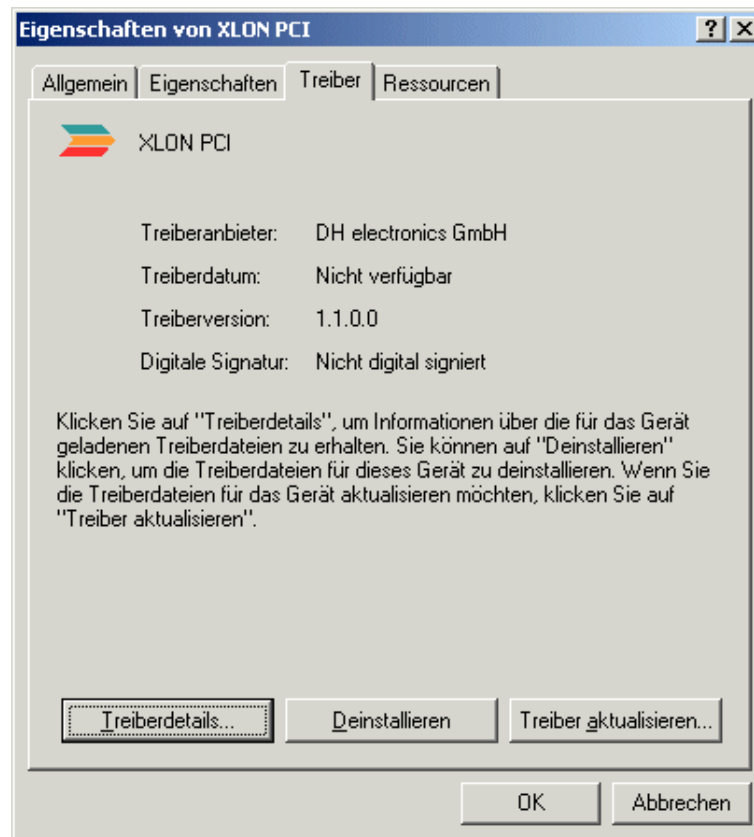 Eigenschaften von XLON PCI
Allgemein Eigenschaften Treiber Ressourcen
XLON PCI
Treiberanbieter: DH electronics GmbH
Treiberdatum: Nicht verfügbar
Treiberversion: 1.1.0.0
Digitale Signatur: Nicht digital signiert
Klicken Sie auf "Treiberdetails", um Informationen über die für das Gerät
geladenen Treiberdateien zu erhalten. Sie können auf "Deinstallieren"
klicken, um die Treiberdateien für dieses Gerät zu deinstallieren. Wenn Sie
die Treiberdateien für das Gerät aktualisieren möchten, klicken Sie auf
"Treiber aktualisieren".
Treiberdetails... Deinstallieren Treiber aktualisieren...
OK Abbrechen